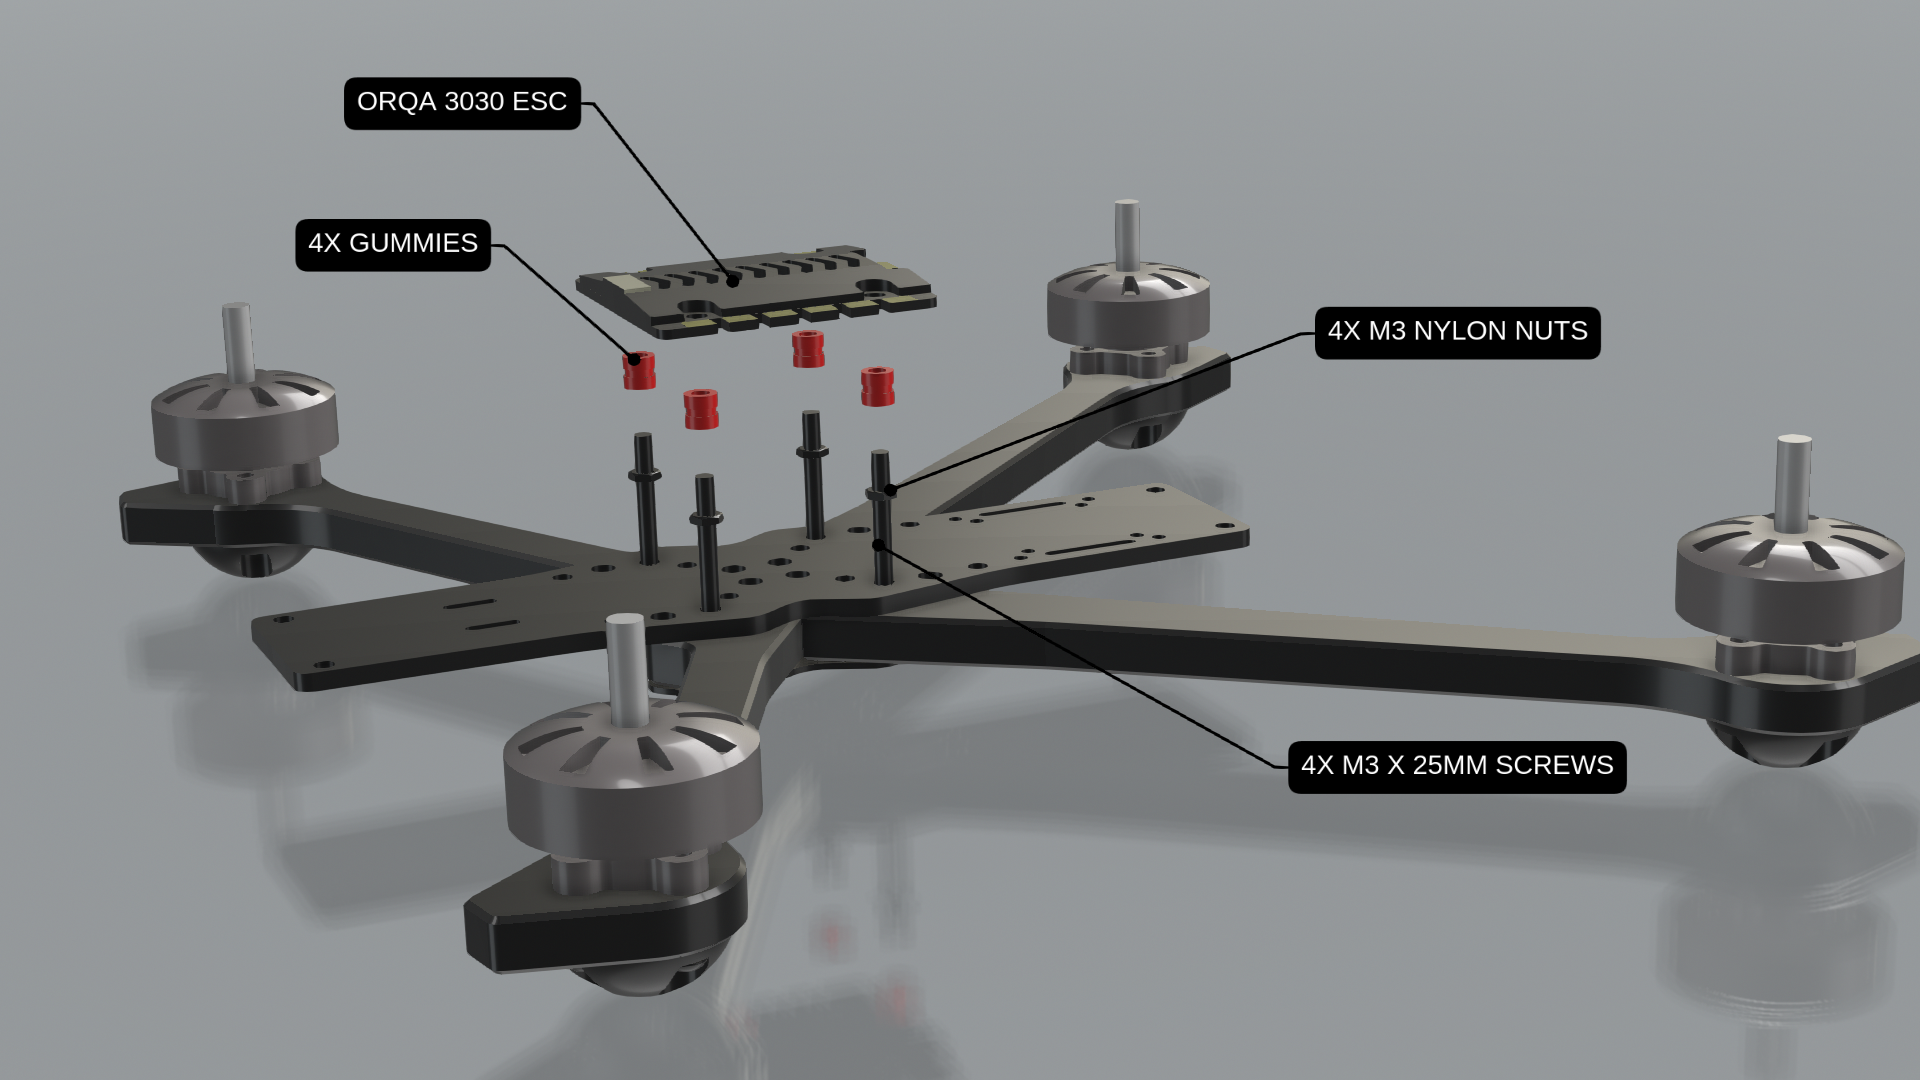 ORQA 3030 ESC
4X GUMMIES
4X M3 NYLON NUTS
4X M3 X 25MM SCREWS